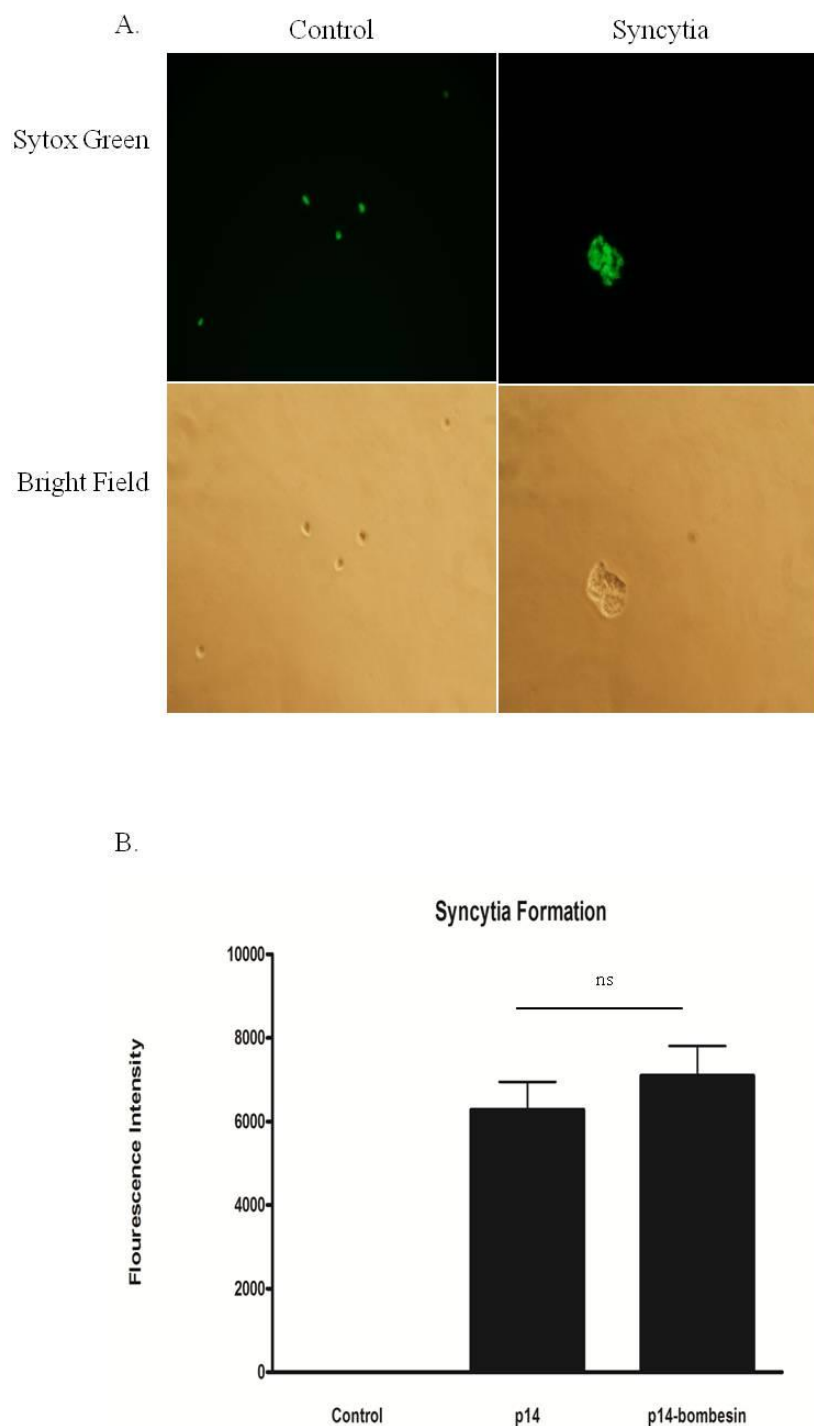 A.
Control Syncytia
Sytox Green
Bright Field
B.
Syncytia Formation
ns
10000
8000
6000
4000
2000
0
Flourescence Intensity
Control p14 p14-bombesin